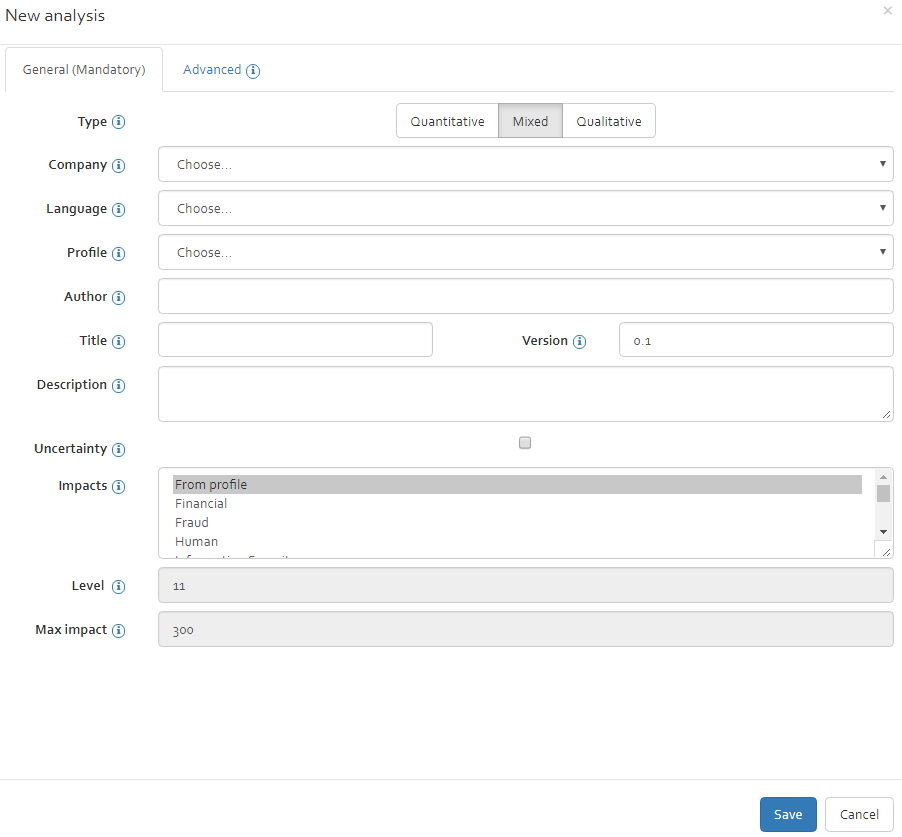 New analysis ×
General (Mandatory) Advanced
Type Quantitative Mixed Qualitative
Company Choose...
Language Choose...
Profile Choose...
Author
Title Version 0.1
Description
Uncertainty
Impacts From profile
Financial
Fraud
Human
Level 11
Max impact 300
Save Cancel